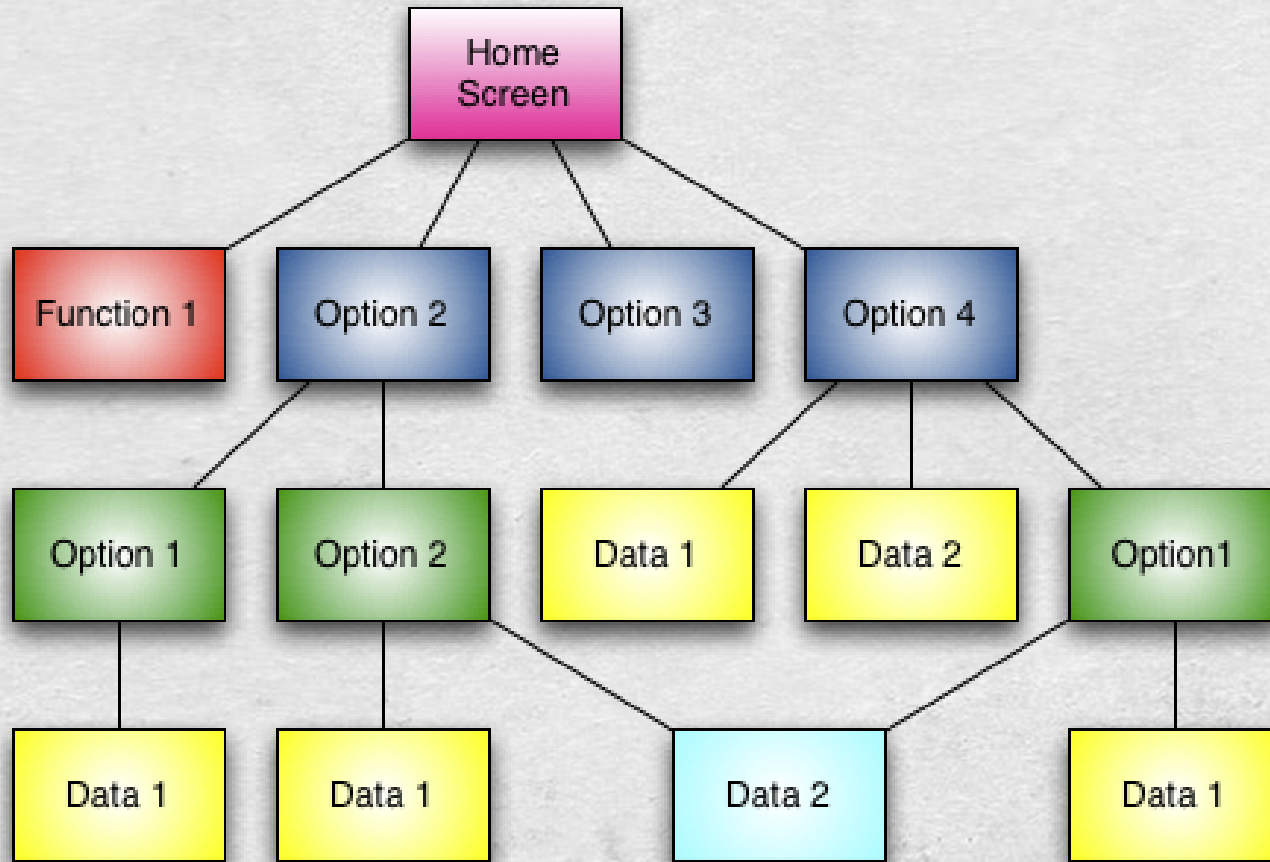 Home
Screen
Function 1
Option 2
Option 3
Option 4
Option 1
Option 2
Data 1
Data 2
Option1
Data 1
Data 1
Data 2
Data 1